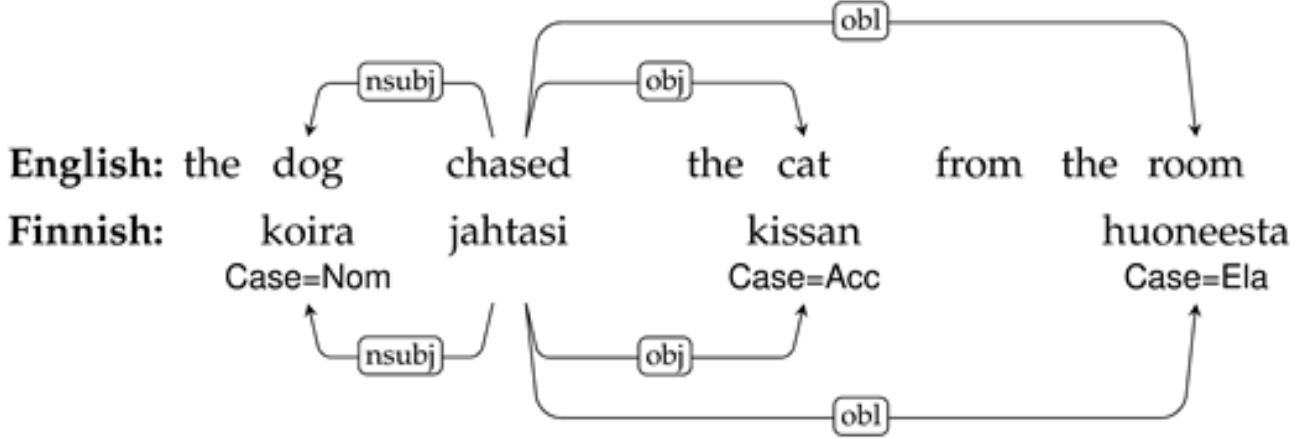 obl
nsubj obj
English: the dog chased the cat from the room
Finnish: koira jahtasi kissan huoneesta
Case=Nom Case=Acc Case=Ela
nsubj obj
obl